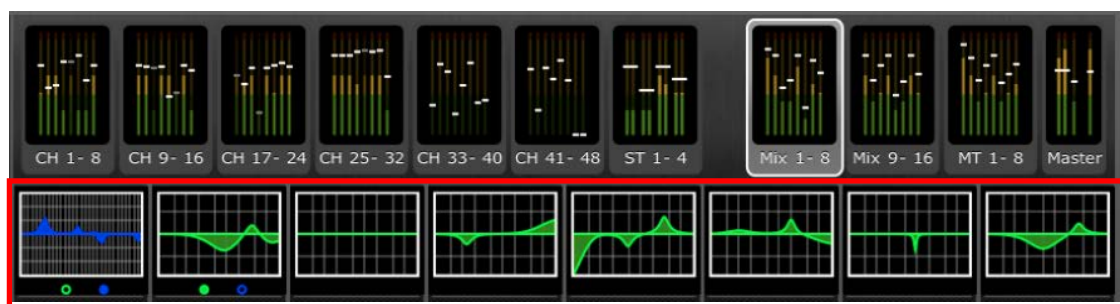 CH 1- 8 CH 9- 16 CH 17- 24 CH 25- 32 CH 33- 40 CH 41- 48 ST 1- 4 Mix 1- 8 Mix 9- 16 MT 1- 8 Master